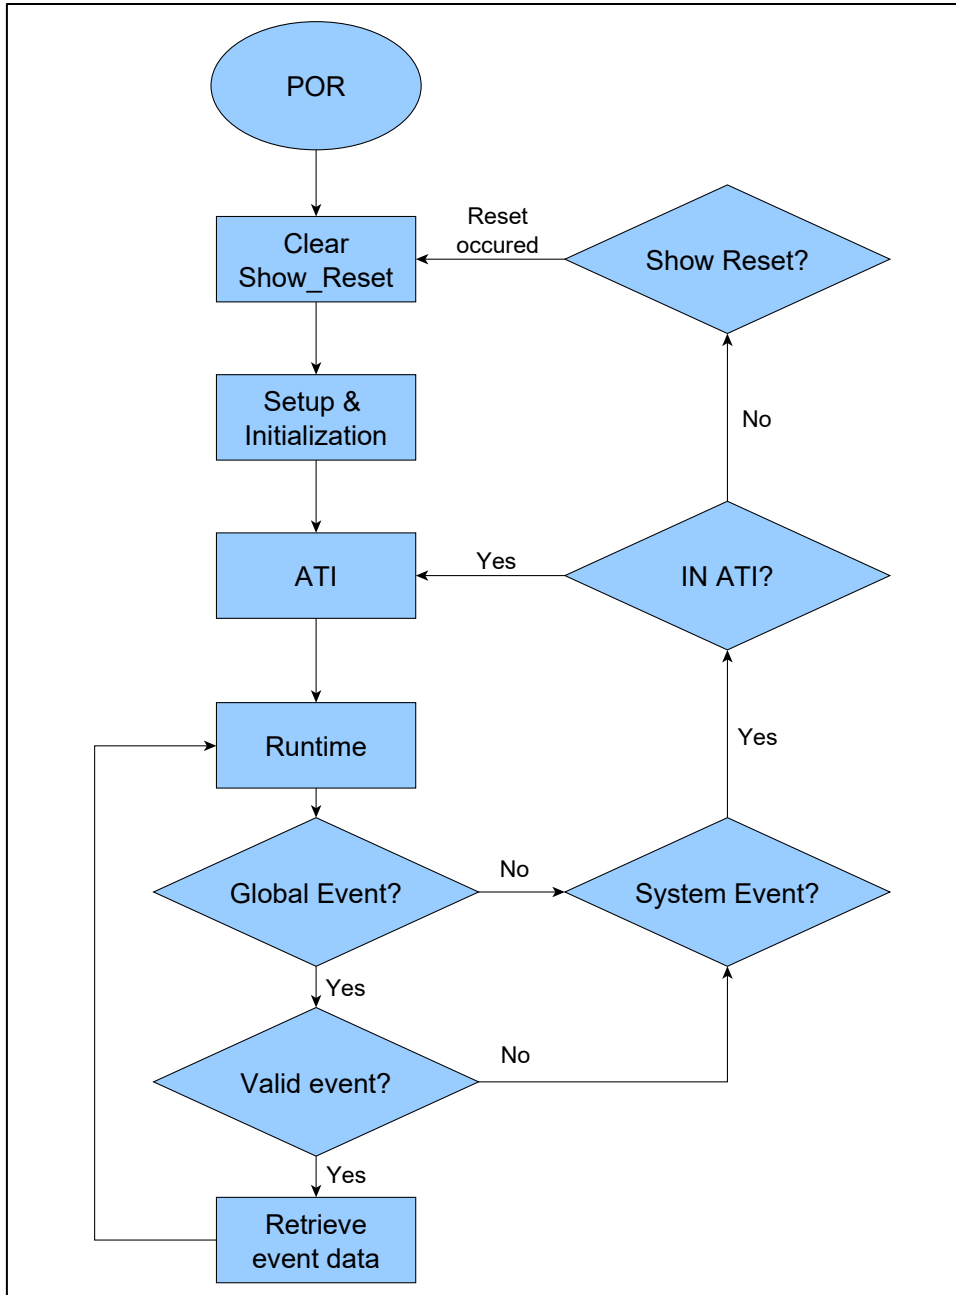 POR
Clear
Show_Reset
Reset
occured
Show Reset?
Setup &
Initialization
No
ATI
Yes
IN ATI?
Runtime
Yes
Global Event?
No
System Event?
Yes
Valid event?
No
Yes
Retrieve
event data